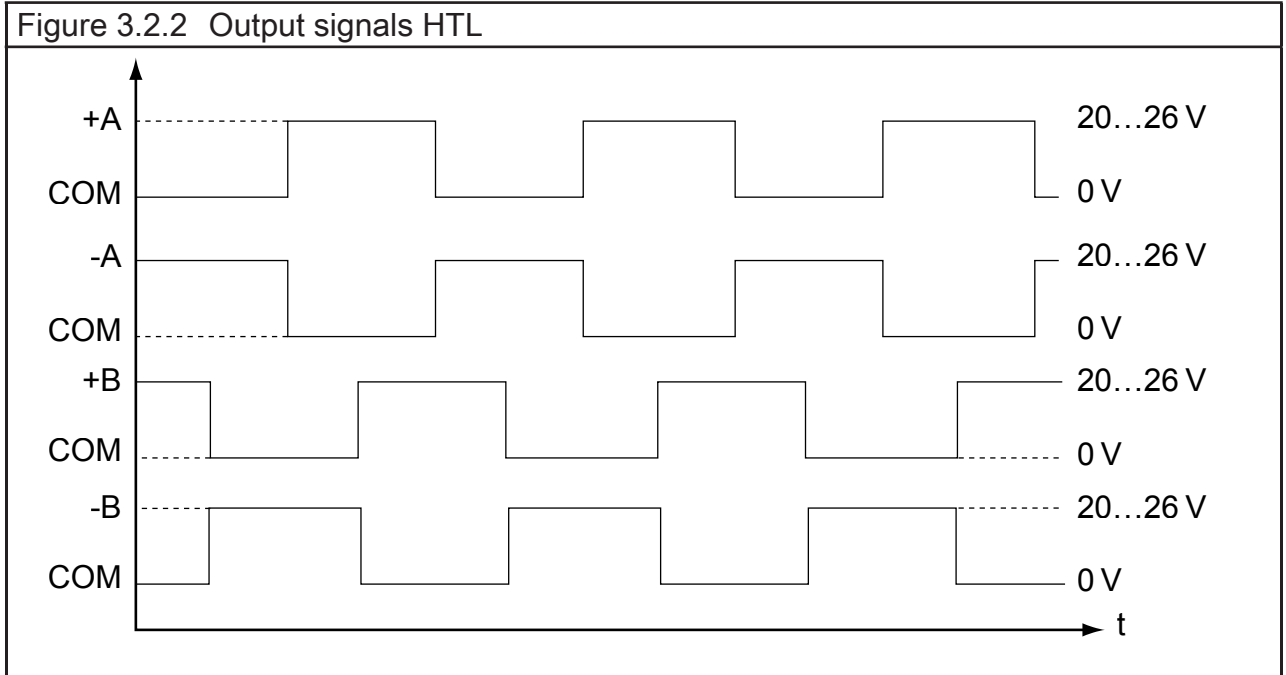 Figure 3.2.2 Output signals HTL
+A 20…26 V
COM 0 V
-A 20…26 V
COM 0 V
+B 20…26 V
COM 0 V
-B 20…26 V
COM 0 V
t